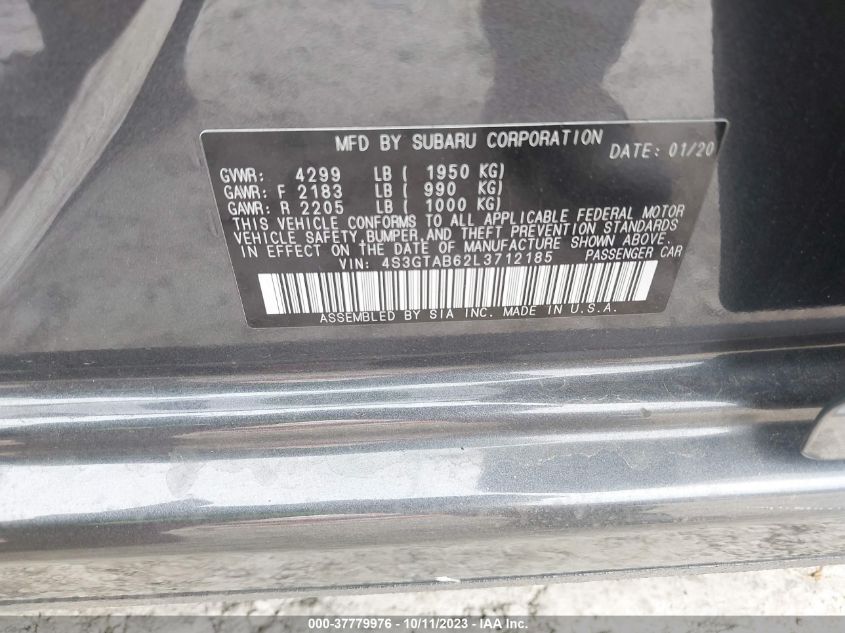 MFD BY SUBARU CORPORATION DATE: 01/20
GVWR: 4299 LB ( 1950 KG)
GAWR: F 2183 LB ( 990 KG)
GAWR: R 2205 LB ( 1000 KG)
THIS VEHICLE CONFORMS TO ALL APPLICABLE FEDERAL MOTOR
VEHICLE SAFETY, BUMPER, AND THEFT PREVENTION STANDARDS
IN EFFECT ON THE DATE OF MANUFACTURE SHOWN ABOVE.
VIN: 4S3GTAB62L3712185 PASSENGER CAR
ASSEMBLED BY SIA INC. MADE IN U.S.A.
000-37779976 - 10/11/2023 - IAAI.COM